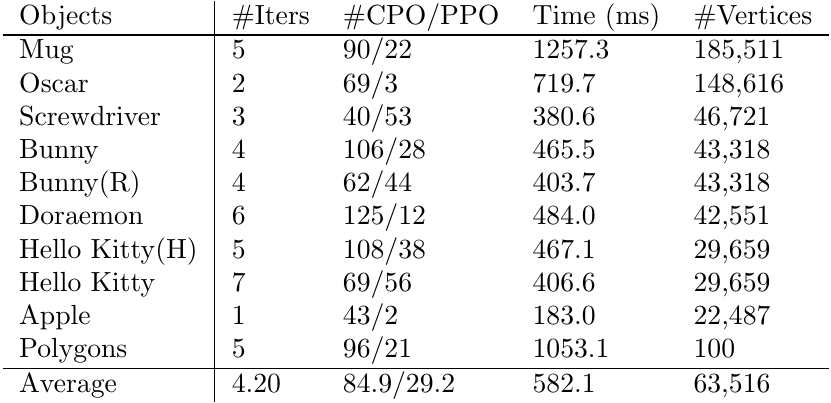 Objects #Iters #CPO/PPO Time (ms) #Vertices
Mug 5 90/22 1257.3 185,511
Oscar 2 69/3 719.7 148,616
Screwdriver 3 40/53 380.6 46,721
Bunny 4 106/28 465.5 43,318
Bunny(R) 4 62/44 403.7 43,318
Doraemon 6 125/12 484.0 42,551
Hello Kitty(H) 5 108/38 467.1 29,659
Hello Kitty 7 69/56 406.6 29,659
Apple 1 43/2 183.0 22,487
Polygons 5 96/21 1053.1 100
Average 4.20 84.9/29.2 582.1 63,516